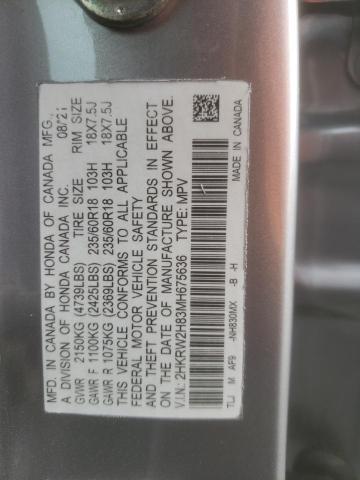 MFD. IN CANADA BY HONDA OF CANADA MFG.,
A DIVISION OF HONDA CANADA INC. 08/21
GVWR 2150KG (4739LBS) TIRE SIZE RIM SIZE
GAWR F 1100KG (2425LBS) 235/60R18 103H 18X7.5J
GAWR R 1075KG (2369LBS) 235/60R18 103H 18X7.5J
THIS VEHICLE CONFORMS TO ALL APPLICABLE
FEDERAL MOTOR VEHICLE SAFETY
AND THEFT PREVENTION STANDARDS IN EFFECT
ON THE DATE OF MANUFACTURE SHOWN ABOVE.
V.I.N.: 2HKRW2H83MH675636 TYPE: MPV
TLJ M AF9 -NH830MX -B -H MADE IN CANADA